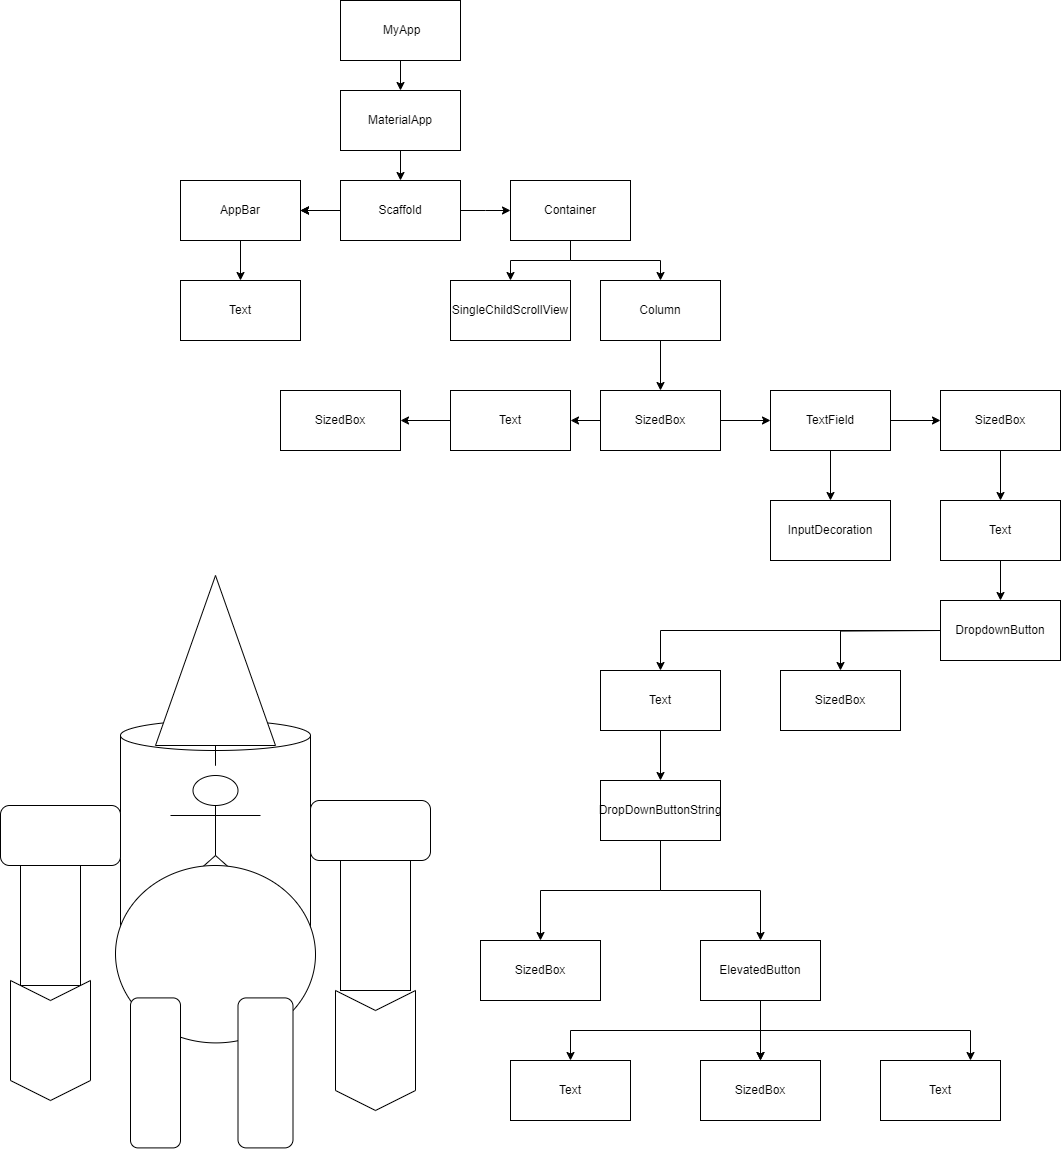 MyApp
MaterialApp
AppBar
Scaffold
Container
Text
SingleChildScrollView
Column
SizedBox
Text
SizedBox
TextField
SizedBox
InputDecoration
Text
DropdownButton
Text
SizedBox
DropDownButtonString
SizedBox
ElevatedButton
Text
SizedBox
Text